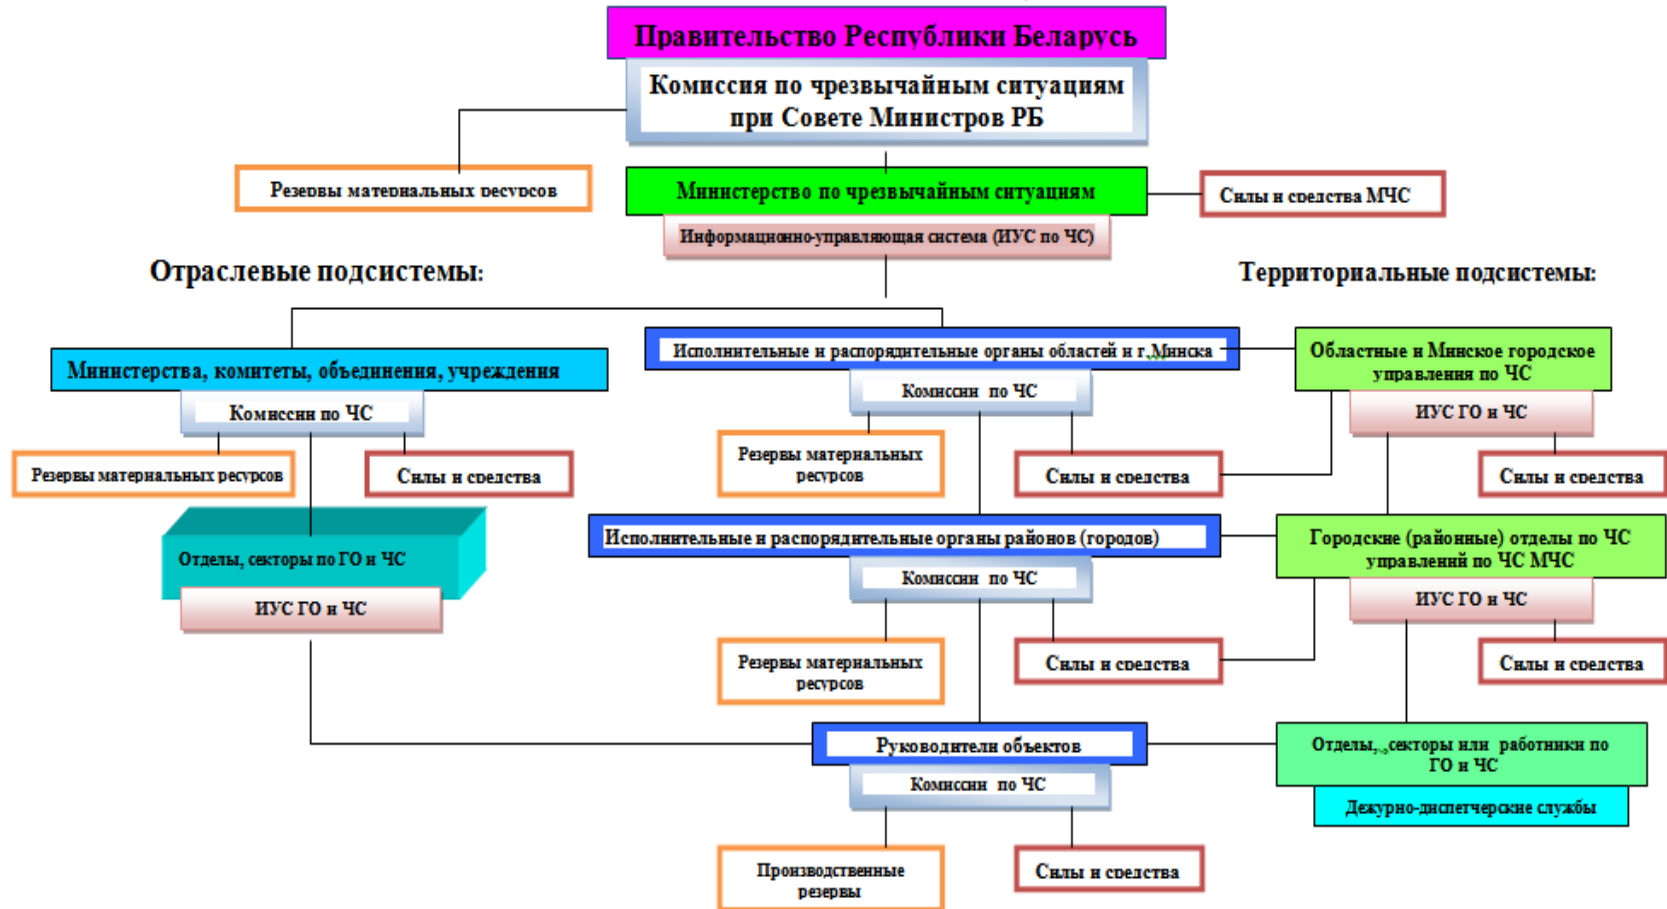 Правительство Республики Беларусь
Комиссия по чрезвычайным ситуациям
при Совете Министров РБ
Резервы материальных ресурсов
Министерство по чрезвычайным ситуациям
Силы и средства МЧС
Информационно-управляющая система (ИУС по ЧС)
Отраслевые подсистемы:
Территориальные подсистемы:
Министерства, комитеты, объединения, учреждения
Комиссии по ЧС
Резервы материальных ресурсов
Силы и средства
Отделы, секторы по ГО и ЧС
ИУС ГО и ЧС
Исполнительные и распорядительные органы областей и г.Минска
Комиссии по ЧС
Резервы материальных
ресурсов
Силы и средства
Областные и Минское городское
управления по ЧС
ИУС ГО и ЧС
Силы и средства
Исполнительные и распорядительные органы районов (городов)
Комиссии по ЧС
Резервы материальных
ресурсов
Силы и средства
Городские (районные) отделы по ЧС
управлений по ЧС МЧС
ИУС ГО и ЧС
Силы и средства
Руководители объектов
Комиссии по ЧС
Производственные
резервы
Силы и средства
Отделы,.,секторы или работники по
ГО и ЧС
Дежурно-диспетчерские службы